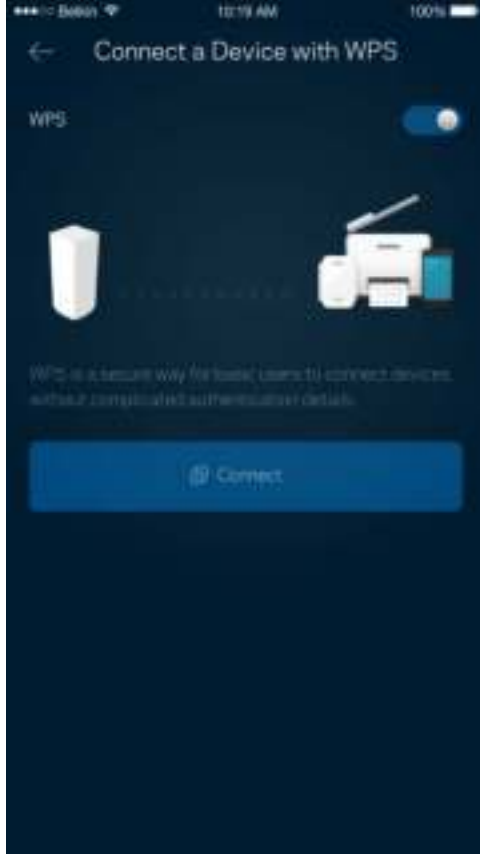 Belkin 10:19 AM 100%
Connect a Device with WPS
WPS
WPS is a secure way for basic users to connect devices
without complicated authentication details.
Connect